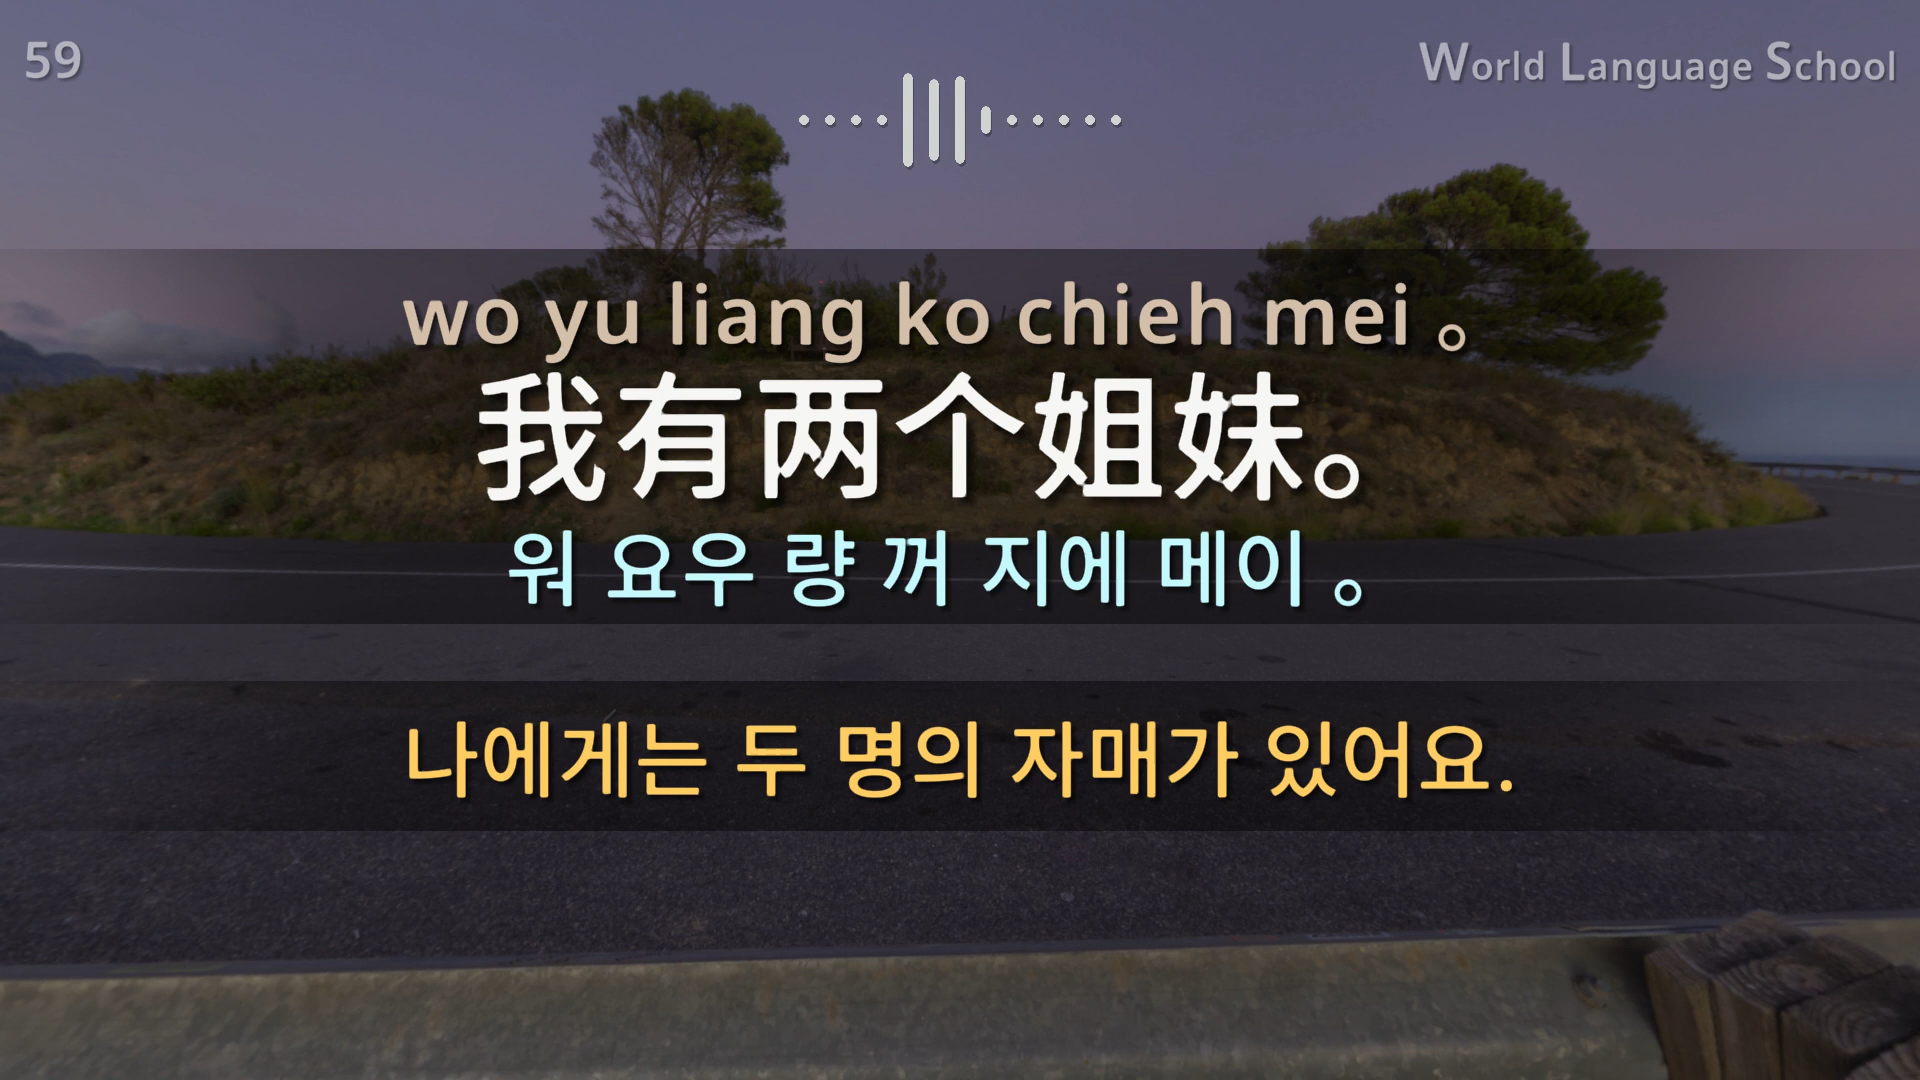 59
World Language School
wo yu liang ko chieh mei 。
我有两个姐妹。
워 요우 량 꺼 지에 메이 。
나에게는 두 명의 자매가 있어요.